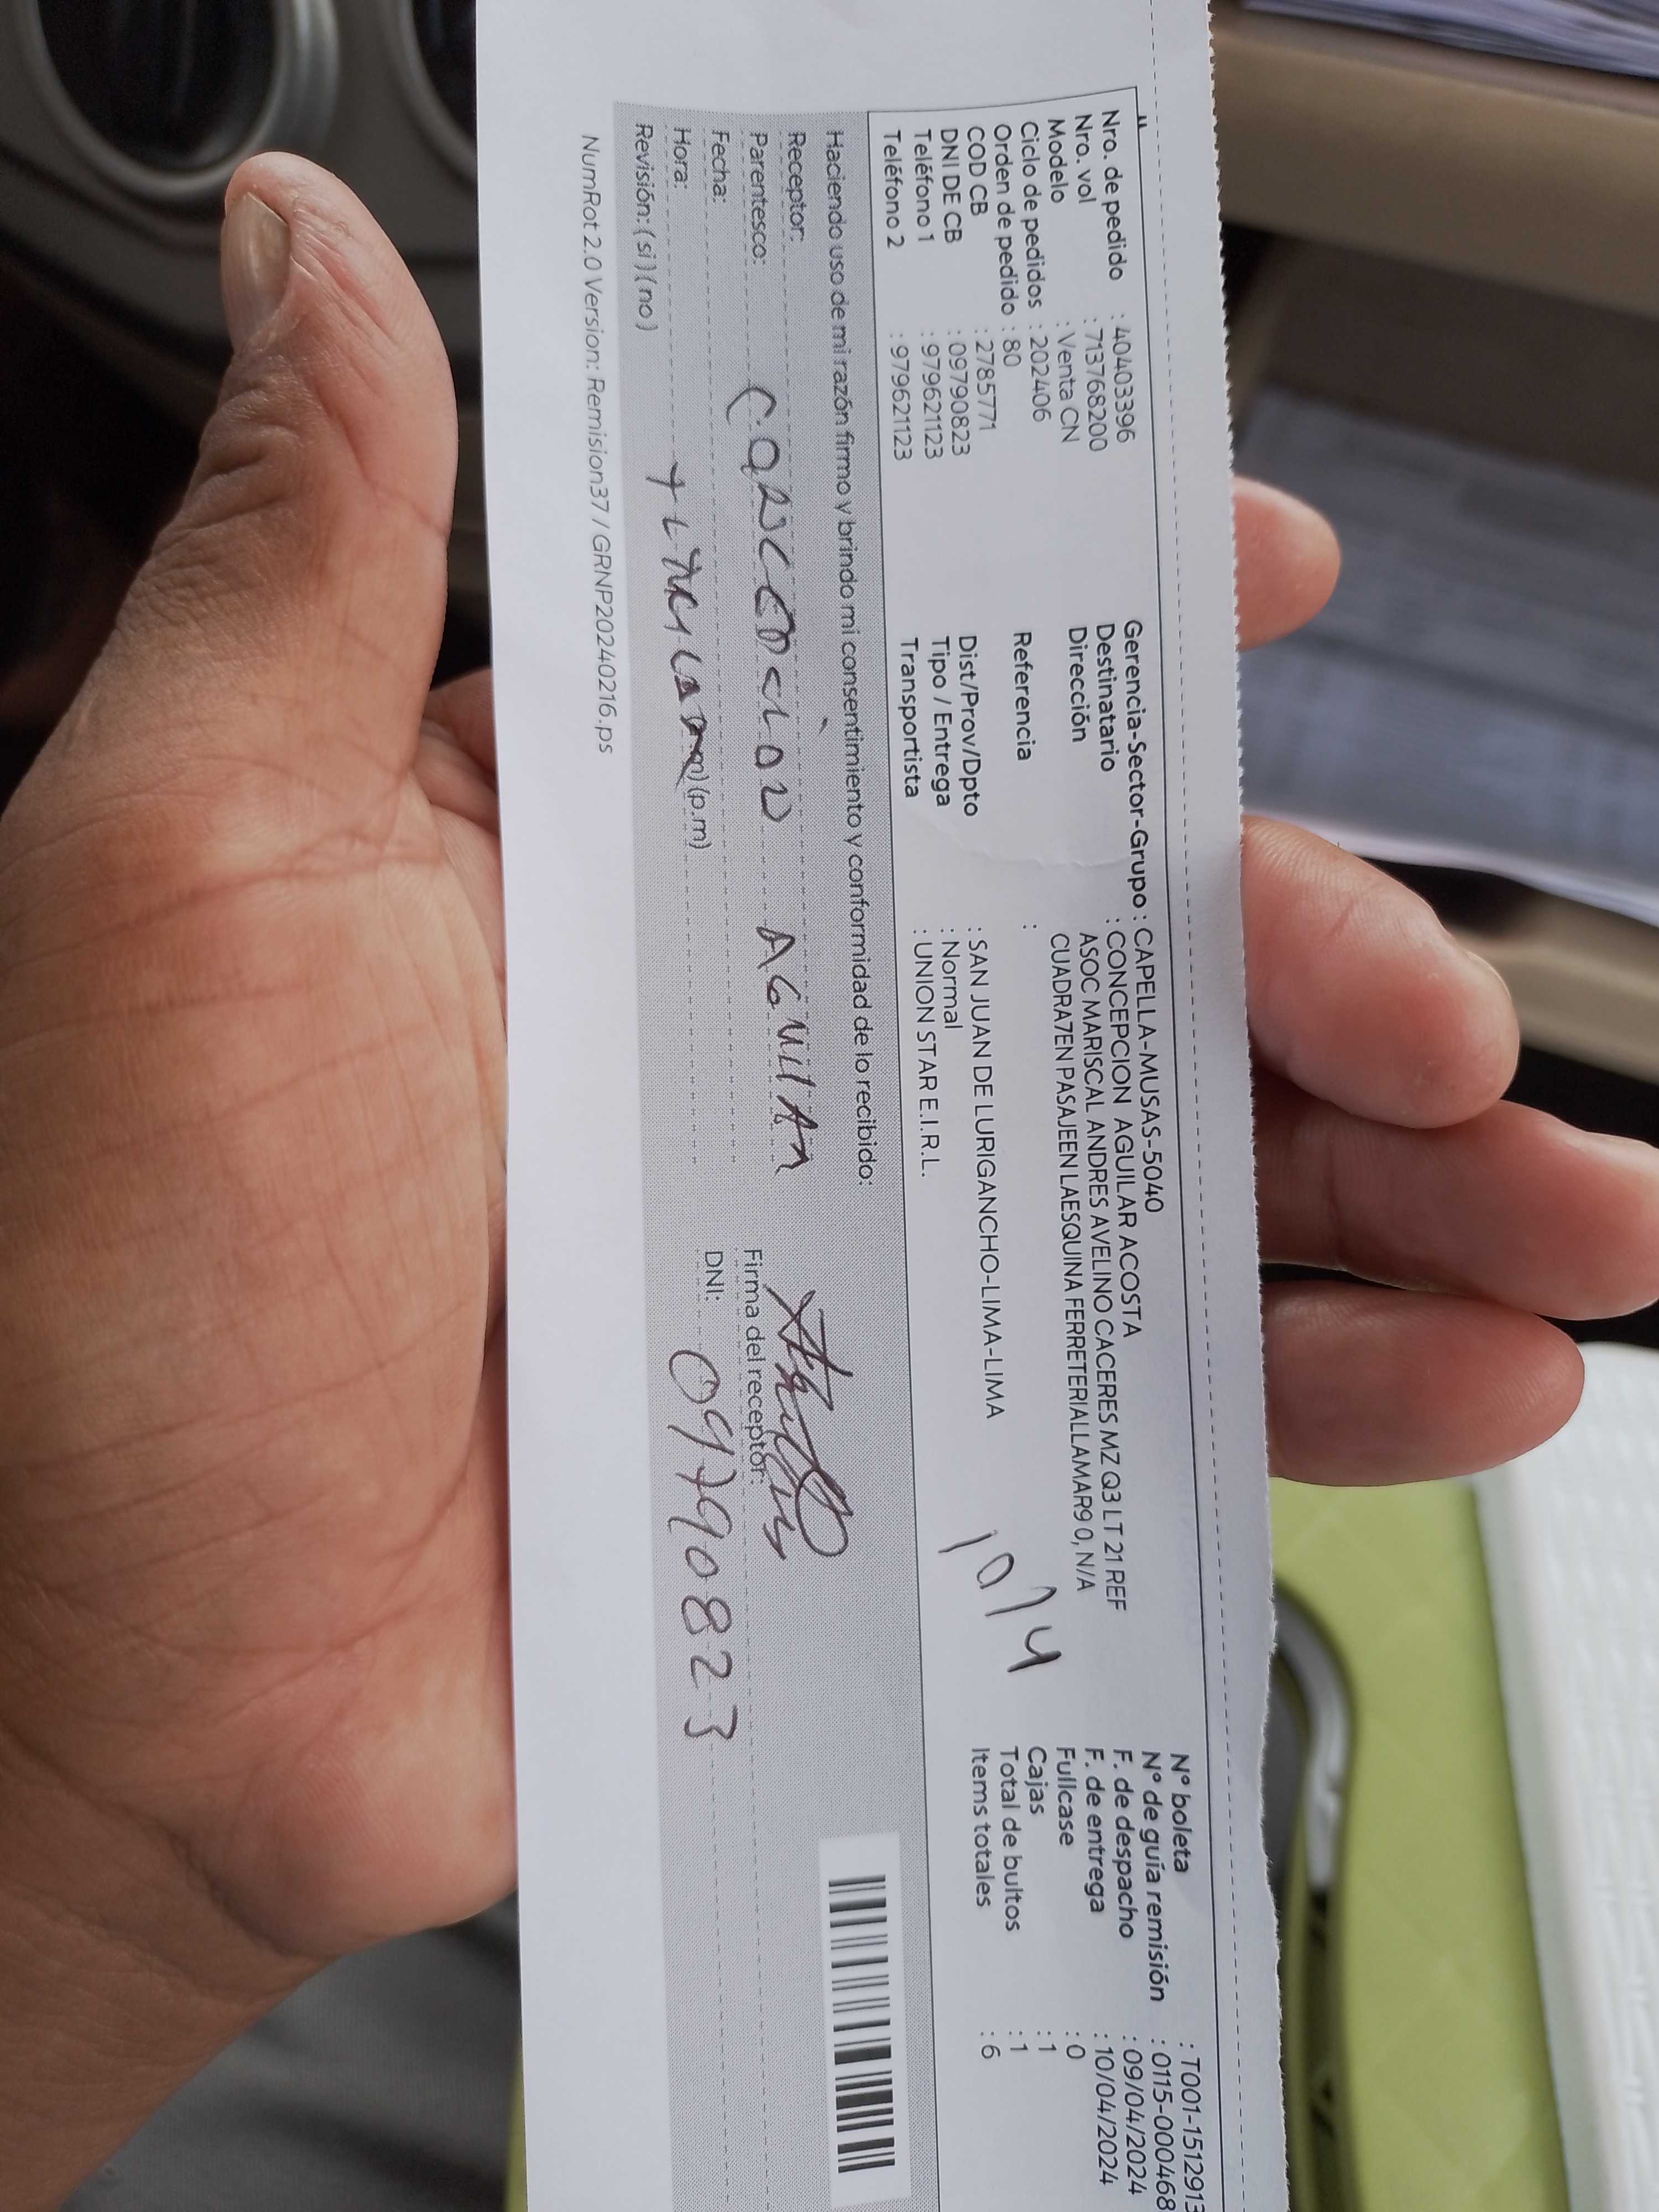 Nro. de pedido : 404033396
Nro. vol : 713768200
Modelo : Venta CN
Ciclo de pedidos : 202406
Orden de pedido : 80
COD CB : 2785771
DNI DE CB : 09790823
Teléfono 1 : 979621123
Teléfono 2 : 979621123
Gerencia-Sector-Grupo : CAPELLA-MUSAS-5040
Destinatario : CONCEPCION AGUILAR ACOSTA
Dirección ASOC MARISCAL ANDRES AVELINO CACERES MZ Q3 LT 21 REF
CUADRA7EN PASAJEEN LAESQUINA FERRETERIALLAMAR9 0, N/A
Referencia :
Dist/Prov/Dpto : SAN JUAN DE LURIGANCHO-LIMA-LIMA
Tipo / Entrega : Normal
Transportista : UNION STAR E.I.R.L.
10/4
N° boleta : T001-1512913
N° de guía remisión : 0115-000468
F. de despacho : 09/04/2024
F. de entrega : 10/04/2024
Fullcase : 0
Cajas : 1
Total de bultos : 1
Items totales : 6
Haciendo uso de mi razón firmo y brindo mi consentimiento y conformidad de lo recibido:
Receptor:
Parentesco: AGUILAR
Fecha:
Hora: (p.m)
Revisión: ( si ) ( no )
Firma del receptor:
DNI: 09790823
NumRot 2.0 Version: Remision37 / GRNP20240216.ps